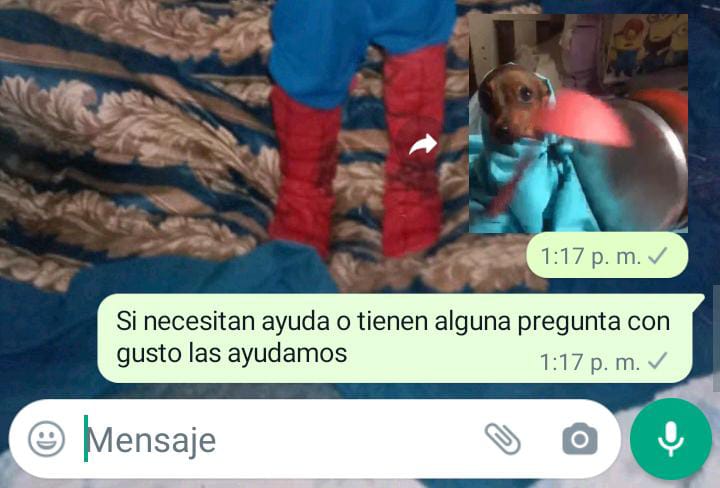 1:17 p. m.
Si necesitan ayuda o tienen alguna pregunta con
gusto las ayudamos
1:17 p. m.
Mensaje